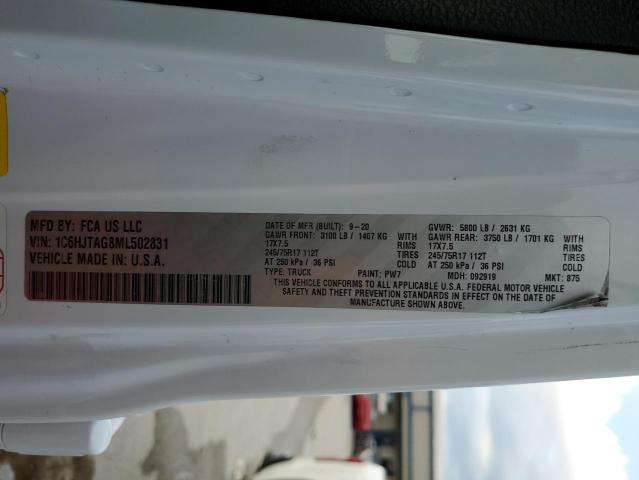 MFD BY: FCA US LLC
VIN: 1C6HJTAG8ML502831
VEHICLE MADE IN U.S.A.
DATE OF MFR (BUILT): 9-20 GVWR: 5800 LB / 2631 KG
GAWR FRONT: 3100 LB / 1407 KG WITH GAWR REAR: 3750 LB / 1701 KG WITH
17X7.5 RIMS 17X7.5 RIMS
245/75R17 112T TIRES 245/75R17 112T TIRES
AT 250 kPa / 36 PSI COLD AT 250 kPa / 36 PSI COLD
TYPE: TRUCK PAINT: PW7 MDH: 092919 MKT: 875
THIS VEHICLE CONFORMS TO ALL APPLICABLE U.S.A. FEDERAL MOTOR VEHICLE
SAFETY AND THEFT PREVENTION STANDARDS IN EFFECT ON THE DATE OF
MANUFACTURE SHOWN ABOVE.